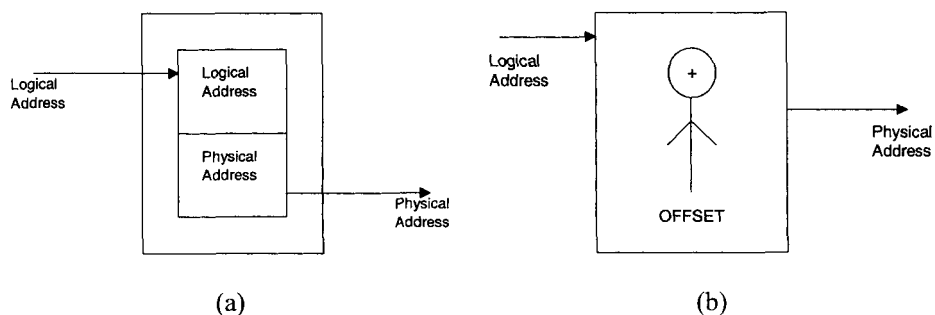 Logical
Address
Logical
Address
Physical
Address
Physical
Address
(a)
Logical
Address
+
OFFSET
Physical
Address
(b)